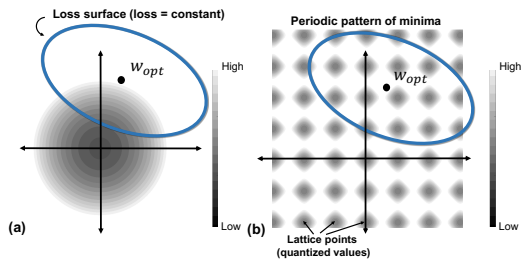 Loss surface (loss = constant)
w_opt
High
Low
(a)
Periodic pattern of minima
w_opt
High
Low
(b)
Lattice points
(quantized values)